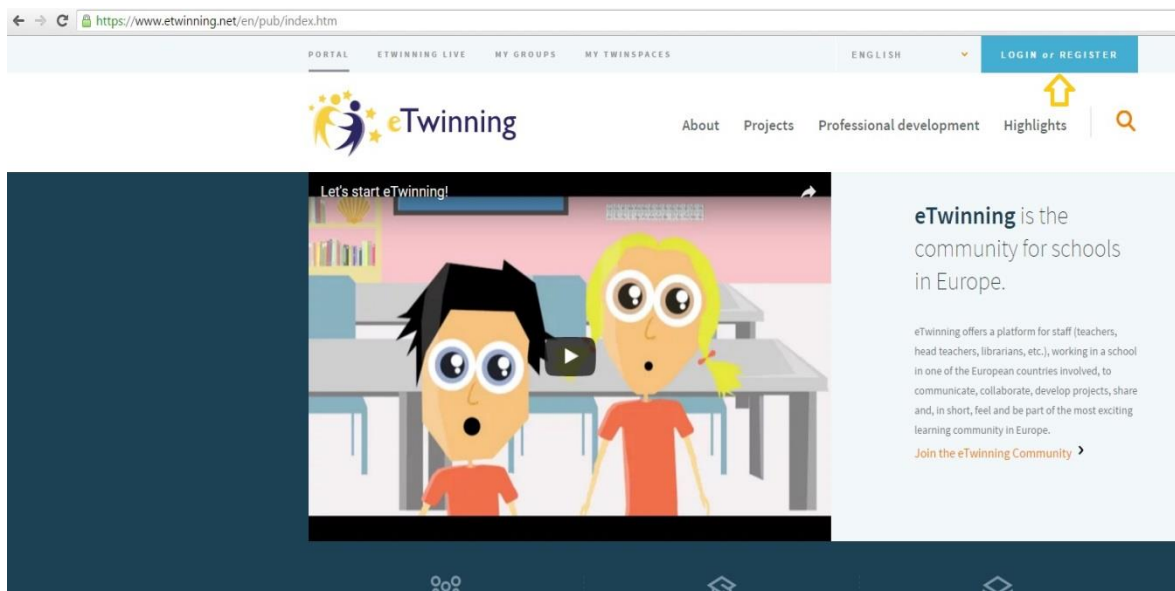 https://www.etwinning.net/en/pub/index.htm
PORTAL ETWINNING LIVE MY GROUPS MY TWINSPACES ENGLISH LOGIN or REGISTER
eTwinning About Projects Professional development Highlights
Let's start eTwinning!
eTwinning is the
community for schools
in Europe.
eTwinning offers a platform for staff (teachers,
head teachers, librarians, etc.), working in a school
in one of the European countries involved, to
communicate, collaborate, develop projects, share
and, in short, feel and be part of the most exciting
learning community in Europe.
Join the eTwinning Community